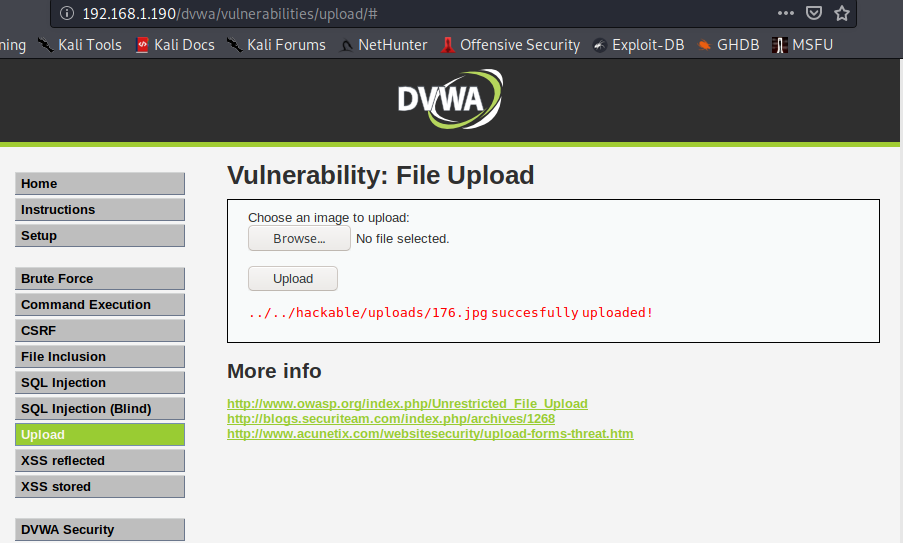 192.168.1.190/dvwa/vulnerabilities/upload/#
ning Kali Tools Kali Docs Kali Forums NetHunter Offensive Security Exploit-DB GHDB MSFU
DVWA
Home
Instructions
Setup
Brute Force
Command Execution
CSRF
File Inclusion
SQL Injection
SQL Injection (Blind)
Upload
XSS reflected
XSS stored
DVWA Security
Vulnerability: File Upload
Choose an image to upload:
Browse... No file selected.
Upload
../../hackable/uploads/176.jpg succesfully uploaded!
More info
http://www.owasp.org/index.php/Unrestricted_File_Upload
http://blogs.securiteam.com/index.php/archives/1268
http://www.acunetix.com/websitesecurity/upload-forms-threat.htm